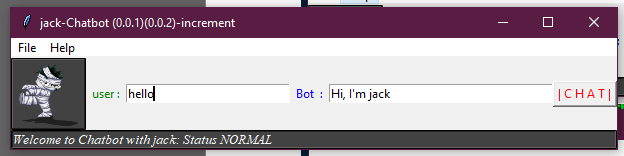 jack-Chatbot (0.0.1)(0.0.2)-increment
File Help
user : hello Bot : Hi, I'm jack |C H A T|
Welcome to Chatbot with jack: Status NORMAL